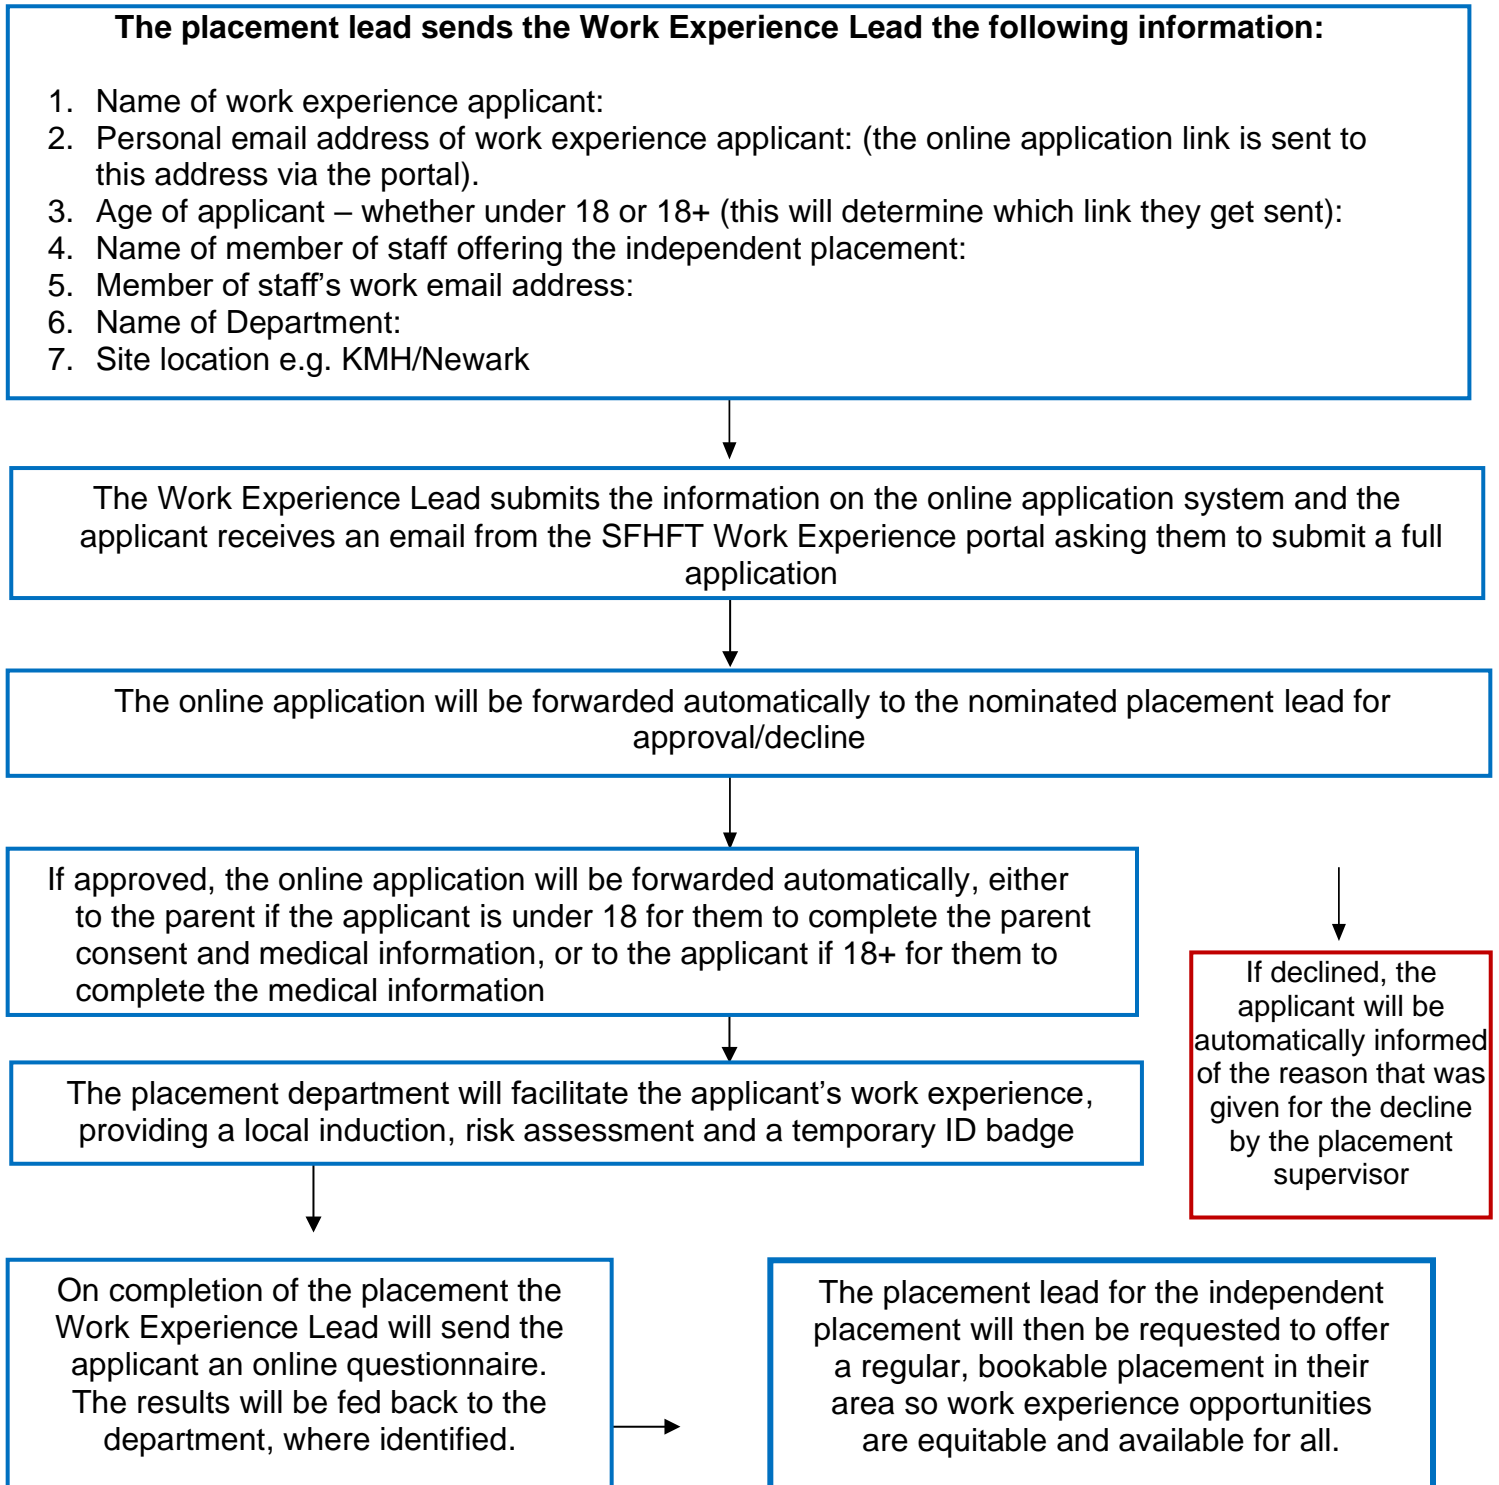 The placement lead sends the Work Experience Lead the following information:
1. Name of work experience applicant:
2. Personal email address of work experience applicant: (the online application link is sent to
this address via the portal).
3. Age of applicant – whether under 18 or 18+ (this will determine which link they get sent):
4. Name of member of staff offering the independent placement:
5. Member of staff’s work email address:
6. Name of Department:
7. Site location e.g. KMH/Newark
The Work Experience Lead submits the information on the online application system and the
applicant receives an email from the SFHFT Work Experience portal asking them to submit a full
application
The online application will be forwarded automatically to the nominated placement lead for
approval/decline
If approved, the online application will be forwarded automatically, either
to the parent if the applicant is under 18 for them to complete the parent
consent and medical information, or to the applicant if 18+ for them to
complete the medical information
If declined, the
applicant will be
automatically informed
of the reason that was
given for the decline
by the placement
supervisor
The placement department will facilitate the applicant’s work experience,
providing a local induction, risk assessment and a temporary ID badge
On completion of the placement the
Work Experience Lead will send the
applicant an online questionnaire.
The results will be fed back to the
department, where identified.
The placement lead for the independent
placement will then be requested to offer
a regular, bookable placement in their
area so work experience opportunities
are equitable and available for all.